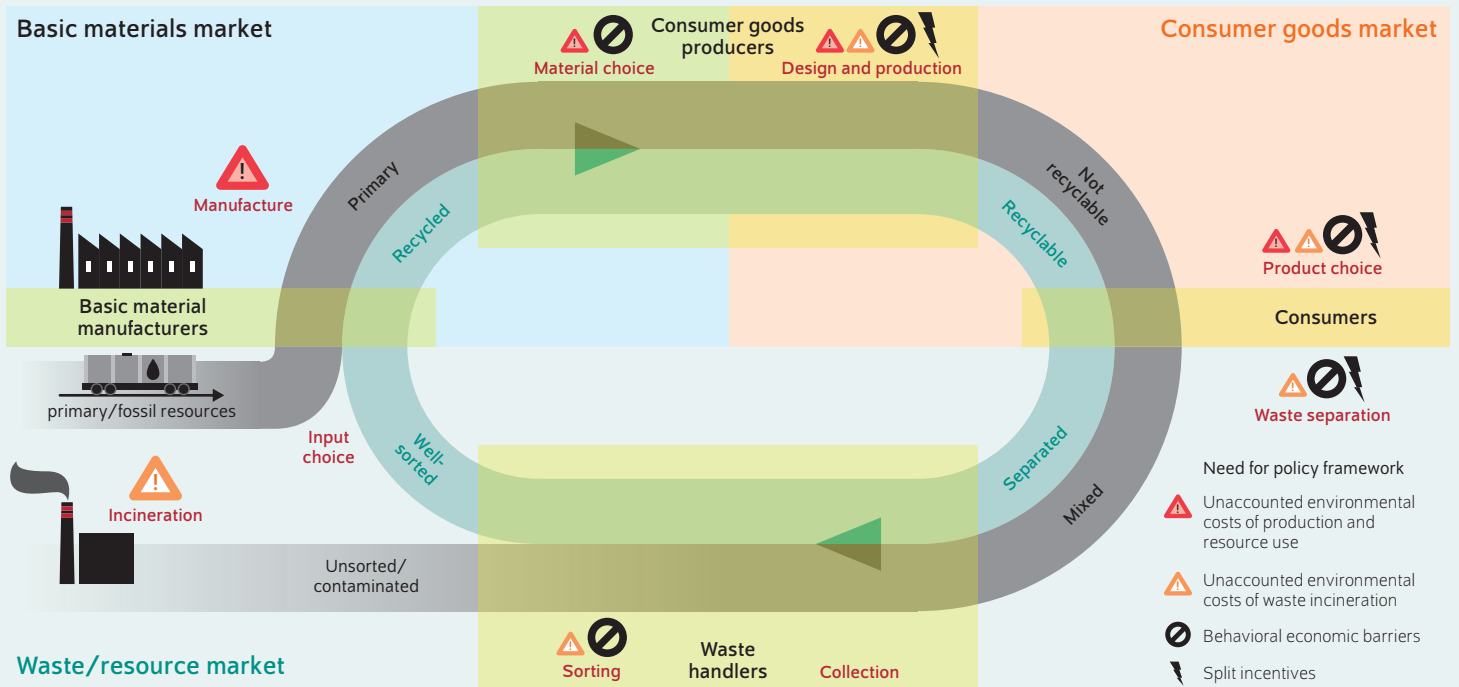 Basic materials market
Consumer goods
producers
Consumer goods market
Material choice
Design and production
Manufacture
Primary
Recycled
Not
recyclable
Recyclable
Product choice
Basic material
manufacturers
Consumers
primary/fossil resources
Waste separation
Input
choice
Well-
sorted
Separated
Mixed
Incineration
Unsorted/
contaminated
Need for policy framework
Unaccounted environmental
costs of production and
resource use
Unaccounted environmental
costs of waste incineration
Behavioral economic barriers
Split incentives
Waste/resource market
Sorting
Waste
handlers
Collection